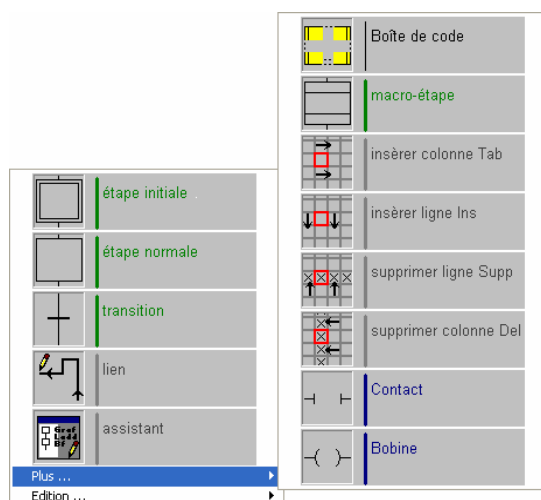 étape initiale
étape normale
transition
lien
assistant
Plus ...
Edition ...
Boîte de code
macro-étape
insèrer colonne Tab
insèrer ligne Ins
supprimer ligne Supp
supprimer colonne Del
Contact
Bobine